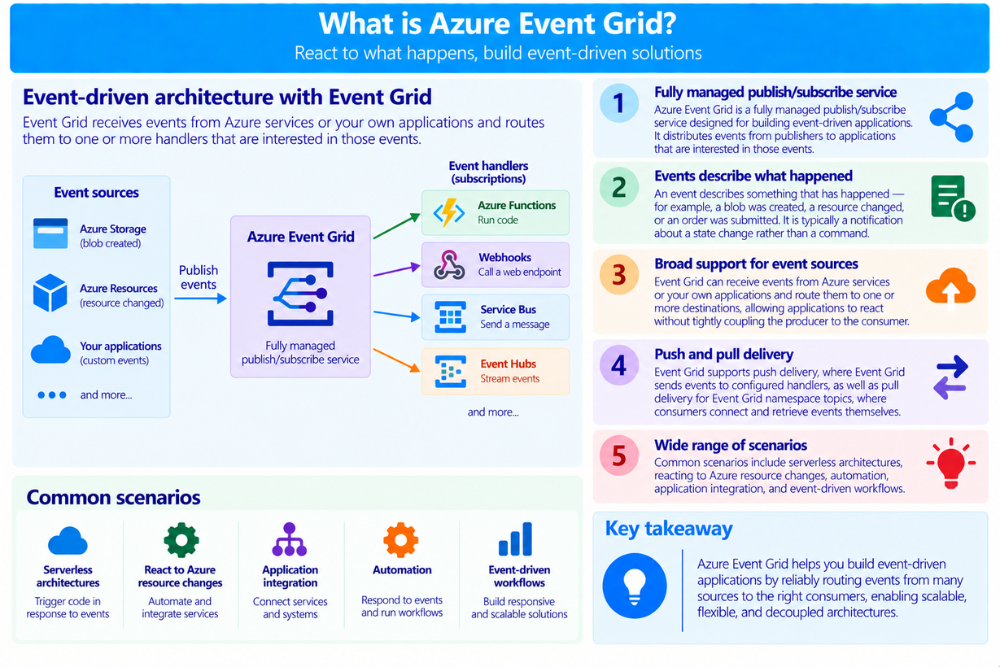 What is Azure Event Grid?
React to what happens, build event-driven solutions
Event-driven architecture with Event Grid
Event Grid receives events from Azure services or your own applications and routes
them to one or more handlers that are interested in those events.
Event sources
Azure Storage
(blob created)
Azure Resources
(resource changed)
Your applications
(custom events)
and more...
Publish
events
Azure Event Grid
Fully managed
publish/subscribe service
Event handlers
(subscriptions)
Azure Functions
Run code
Webhooks
Call a web endpoint
Service Bus
Send a message
Event Hubs
Stream events
and more...
Common scenarios
Serverless
architectures
Trigger code in
response to events
React to Azure
resource changes
Automate and
integrate services
Application
integration
Connect services
and systems
Automation
Respond to events
and run workflows
Event-driven
workflows
Build responsive
and scalable solutions
1
Fully managed publish/subscribe service
Azure Event Grid is a fully managed publish/subscribe
service designed for building event-driven applications.
It distributes events from publishers to applications
that are interested in those events.
2
Events describe what happened
An event describes something that has happened —
for example, a blob was created, a resource changed,
or an order was submitted. It is typically a notification
about a state change rather than a command.
3
Broad support for event sources
Event Grid can receive events from Azure services
or your own applications and route them to one or
more destinations, allowing applications to react
without tightly coupling the producer to the consumer.
4
Push and pull delivery
Event Grid supports push delivery, where Event Grid
sends events to configured handlers, as well as pull
delivery for Event Grid namespace topics, where
consumers connect and retrieve events themselves.
5
Wide range of scenarios
Common scenarios include serverless architectures,
reacting to Azure resource changes, automation,
application integration, and event-driven workflows.
Key takeaway
Azure Event Grid helps you build event-driven
applications by reliably routing events from many
sources to the right consumers, enabling scalable,
flexible, and decoupled architectures.